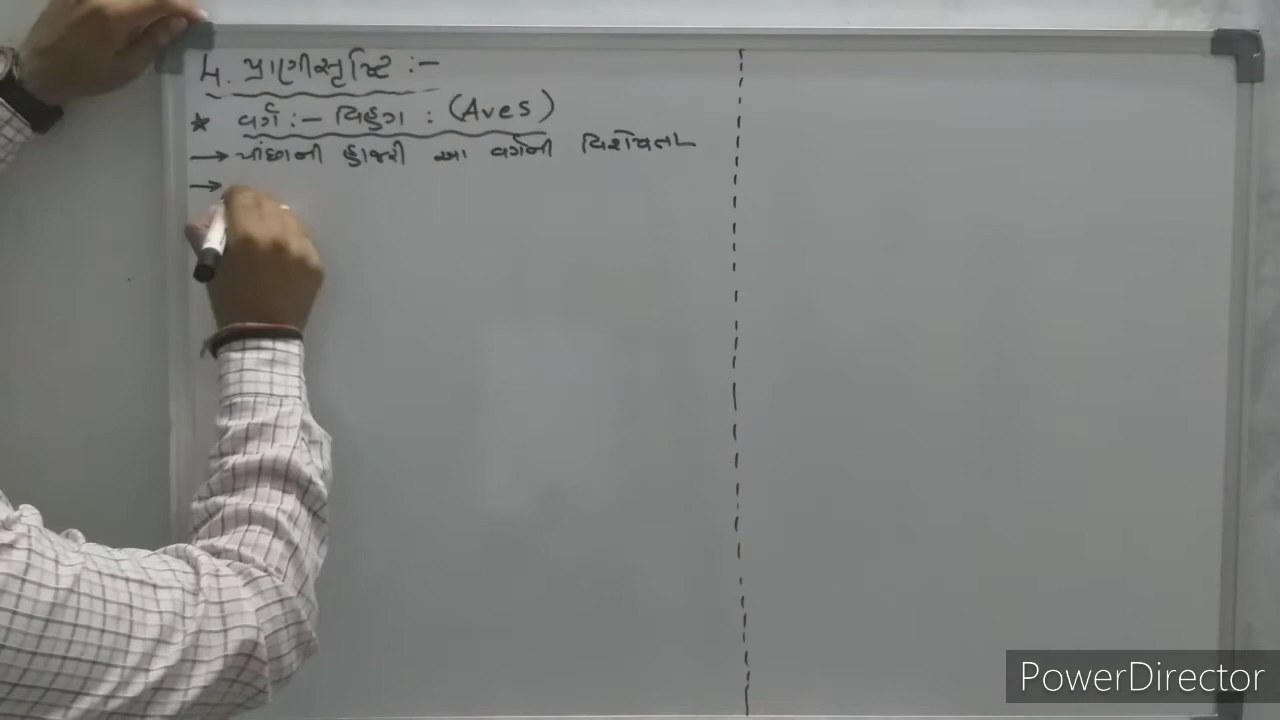 4. પ્રાણીસૃષ્ટિ :-
★ વર્ગ :- વિહગ : (Aves)
→ પીંછાની હાજરી આ વર્ગની વિશેષતા
→
PowerDirector